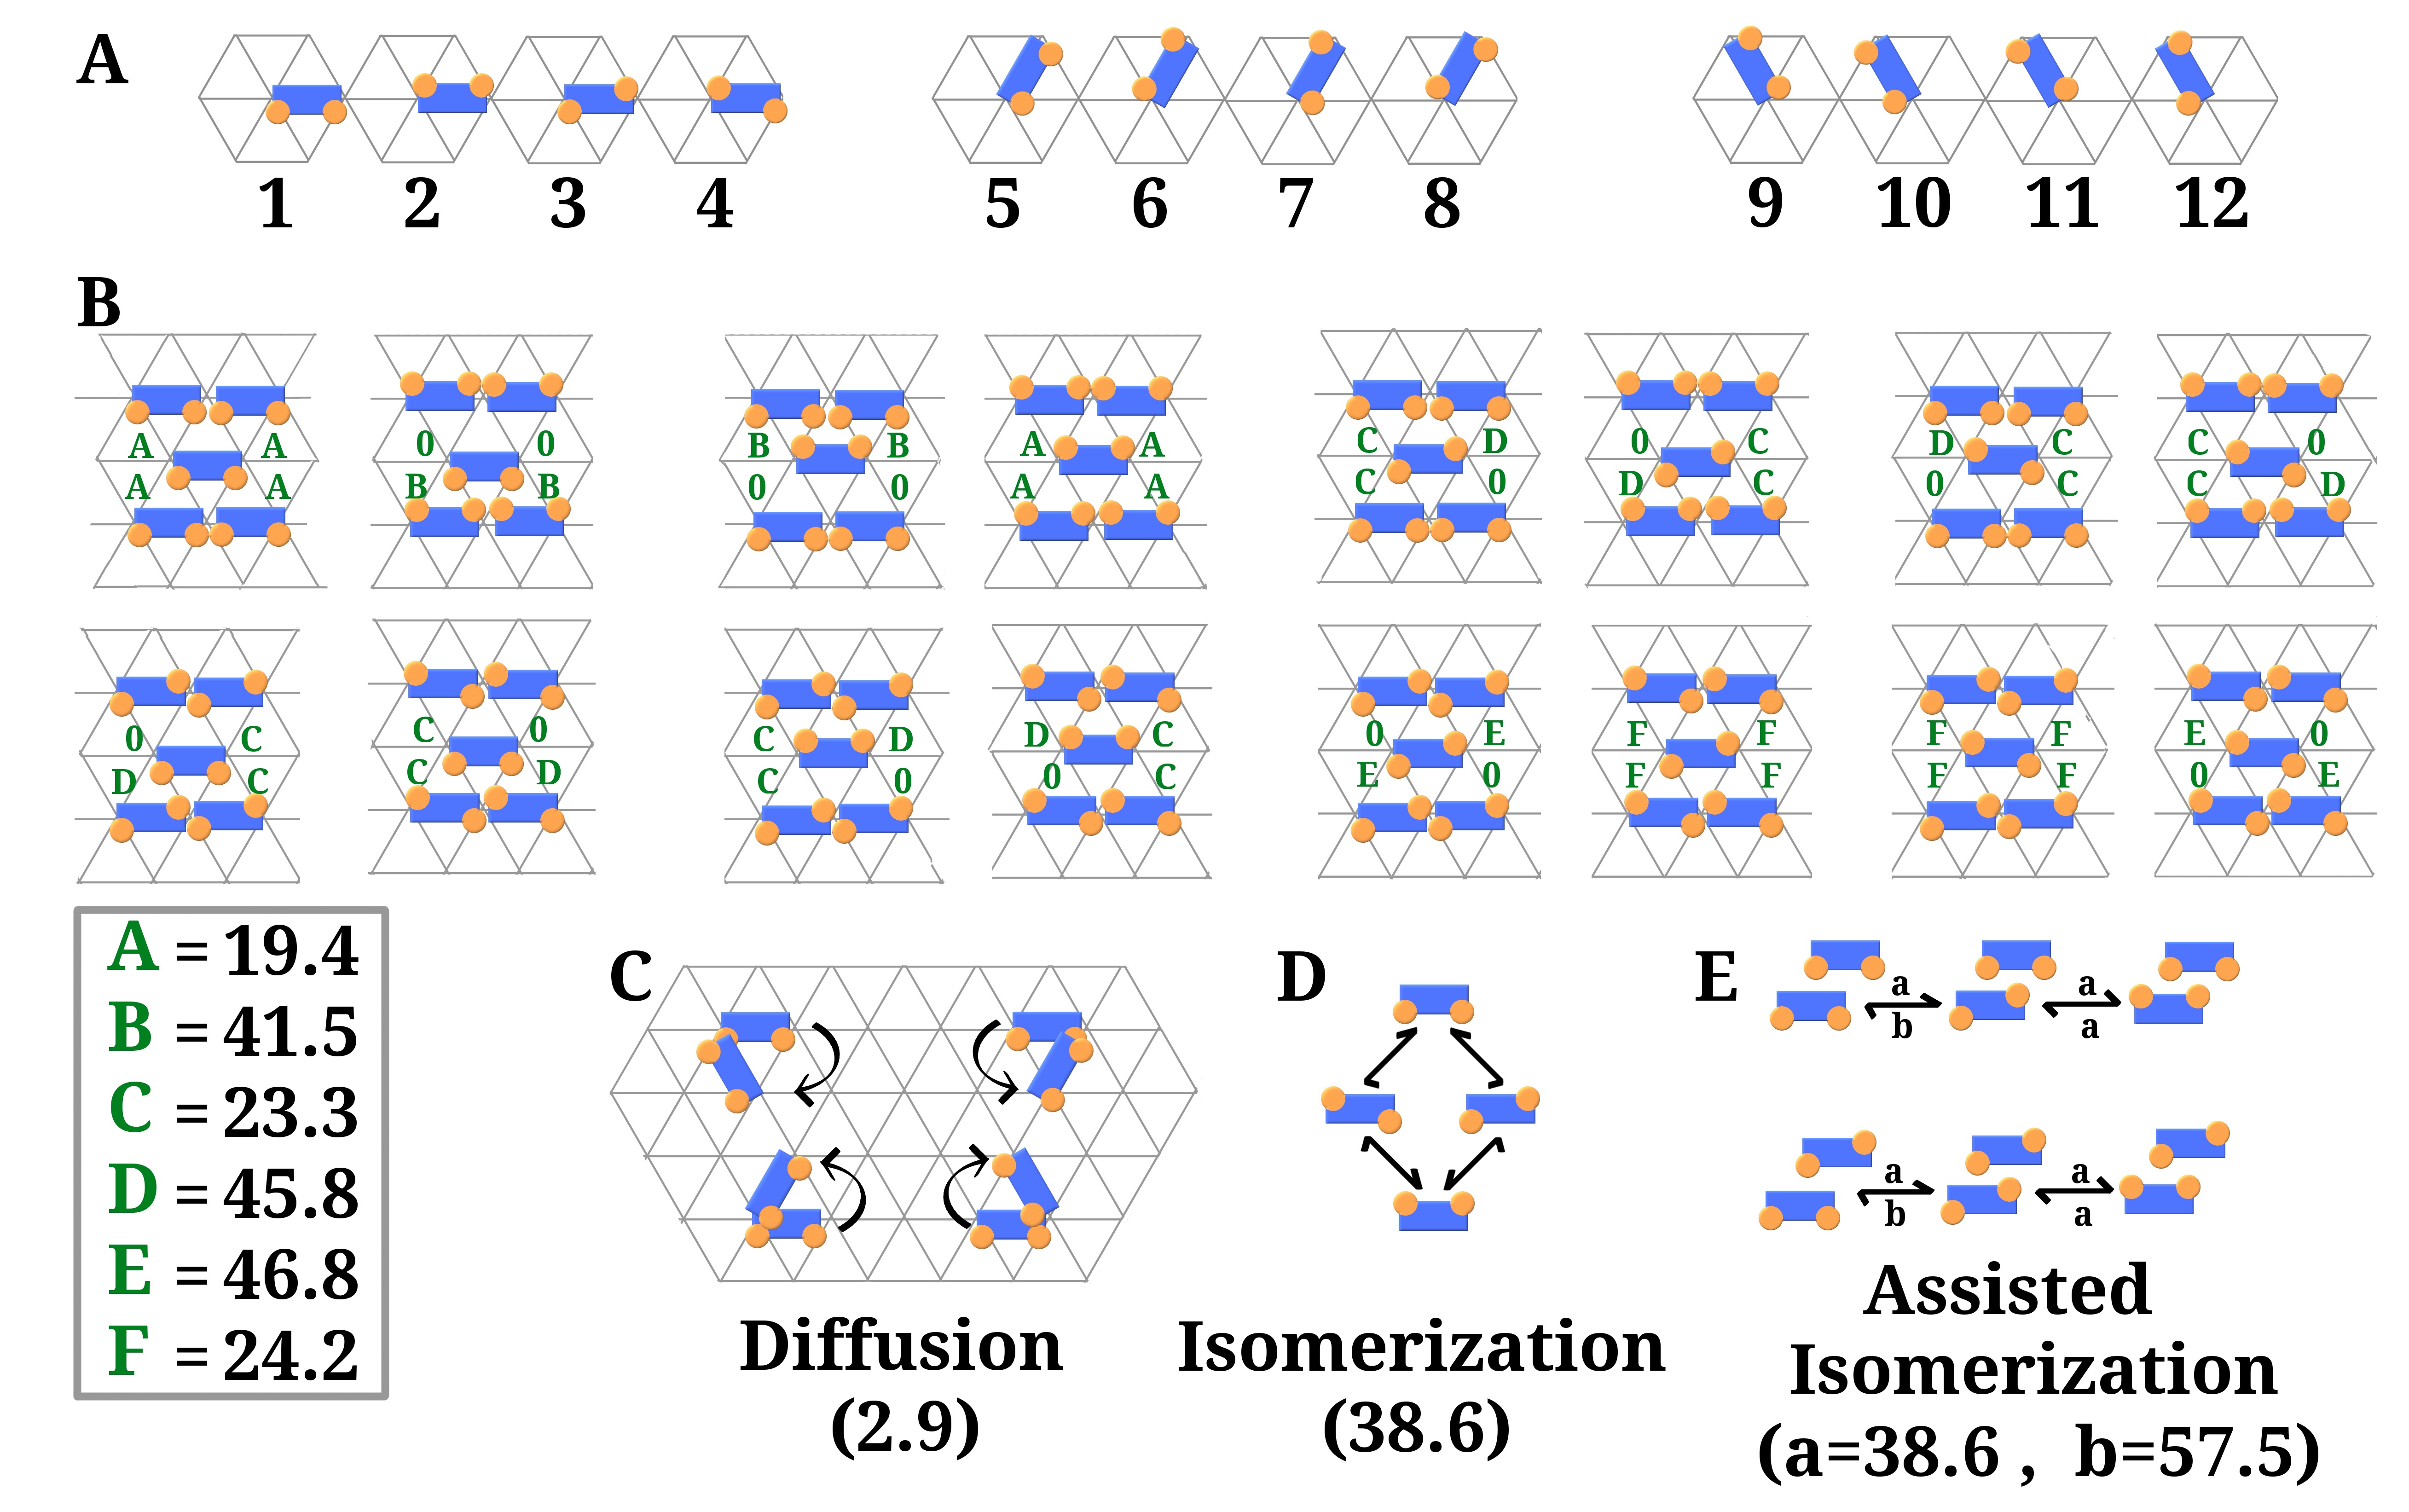 A
1 2 3 4 5 6 7 8 9 10 11 12
B
A A 0 0 B B A A C D 0 C D C C 0
A A B B 0 0 A A C 0 D C 0 C C D
0 C C 0 C D D C 0 E F F F F E 0
D C C D C 0 0 C E 0 F F F F 0 E
A = 19.4
B = 41.5
C = 23.3
D = 45.8
E = 46.8
F = 24.2
C
Diffusion
(2.9)
D
Isomerization
(38.6)
E
a a
b a
a a
b a
Assisted
Isomerization
(a=38.6 , b=57.5)